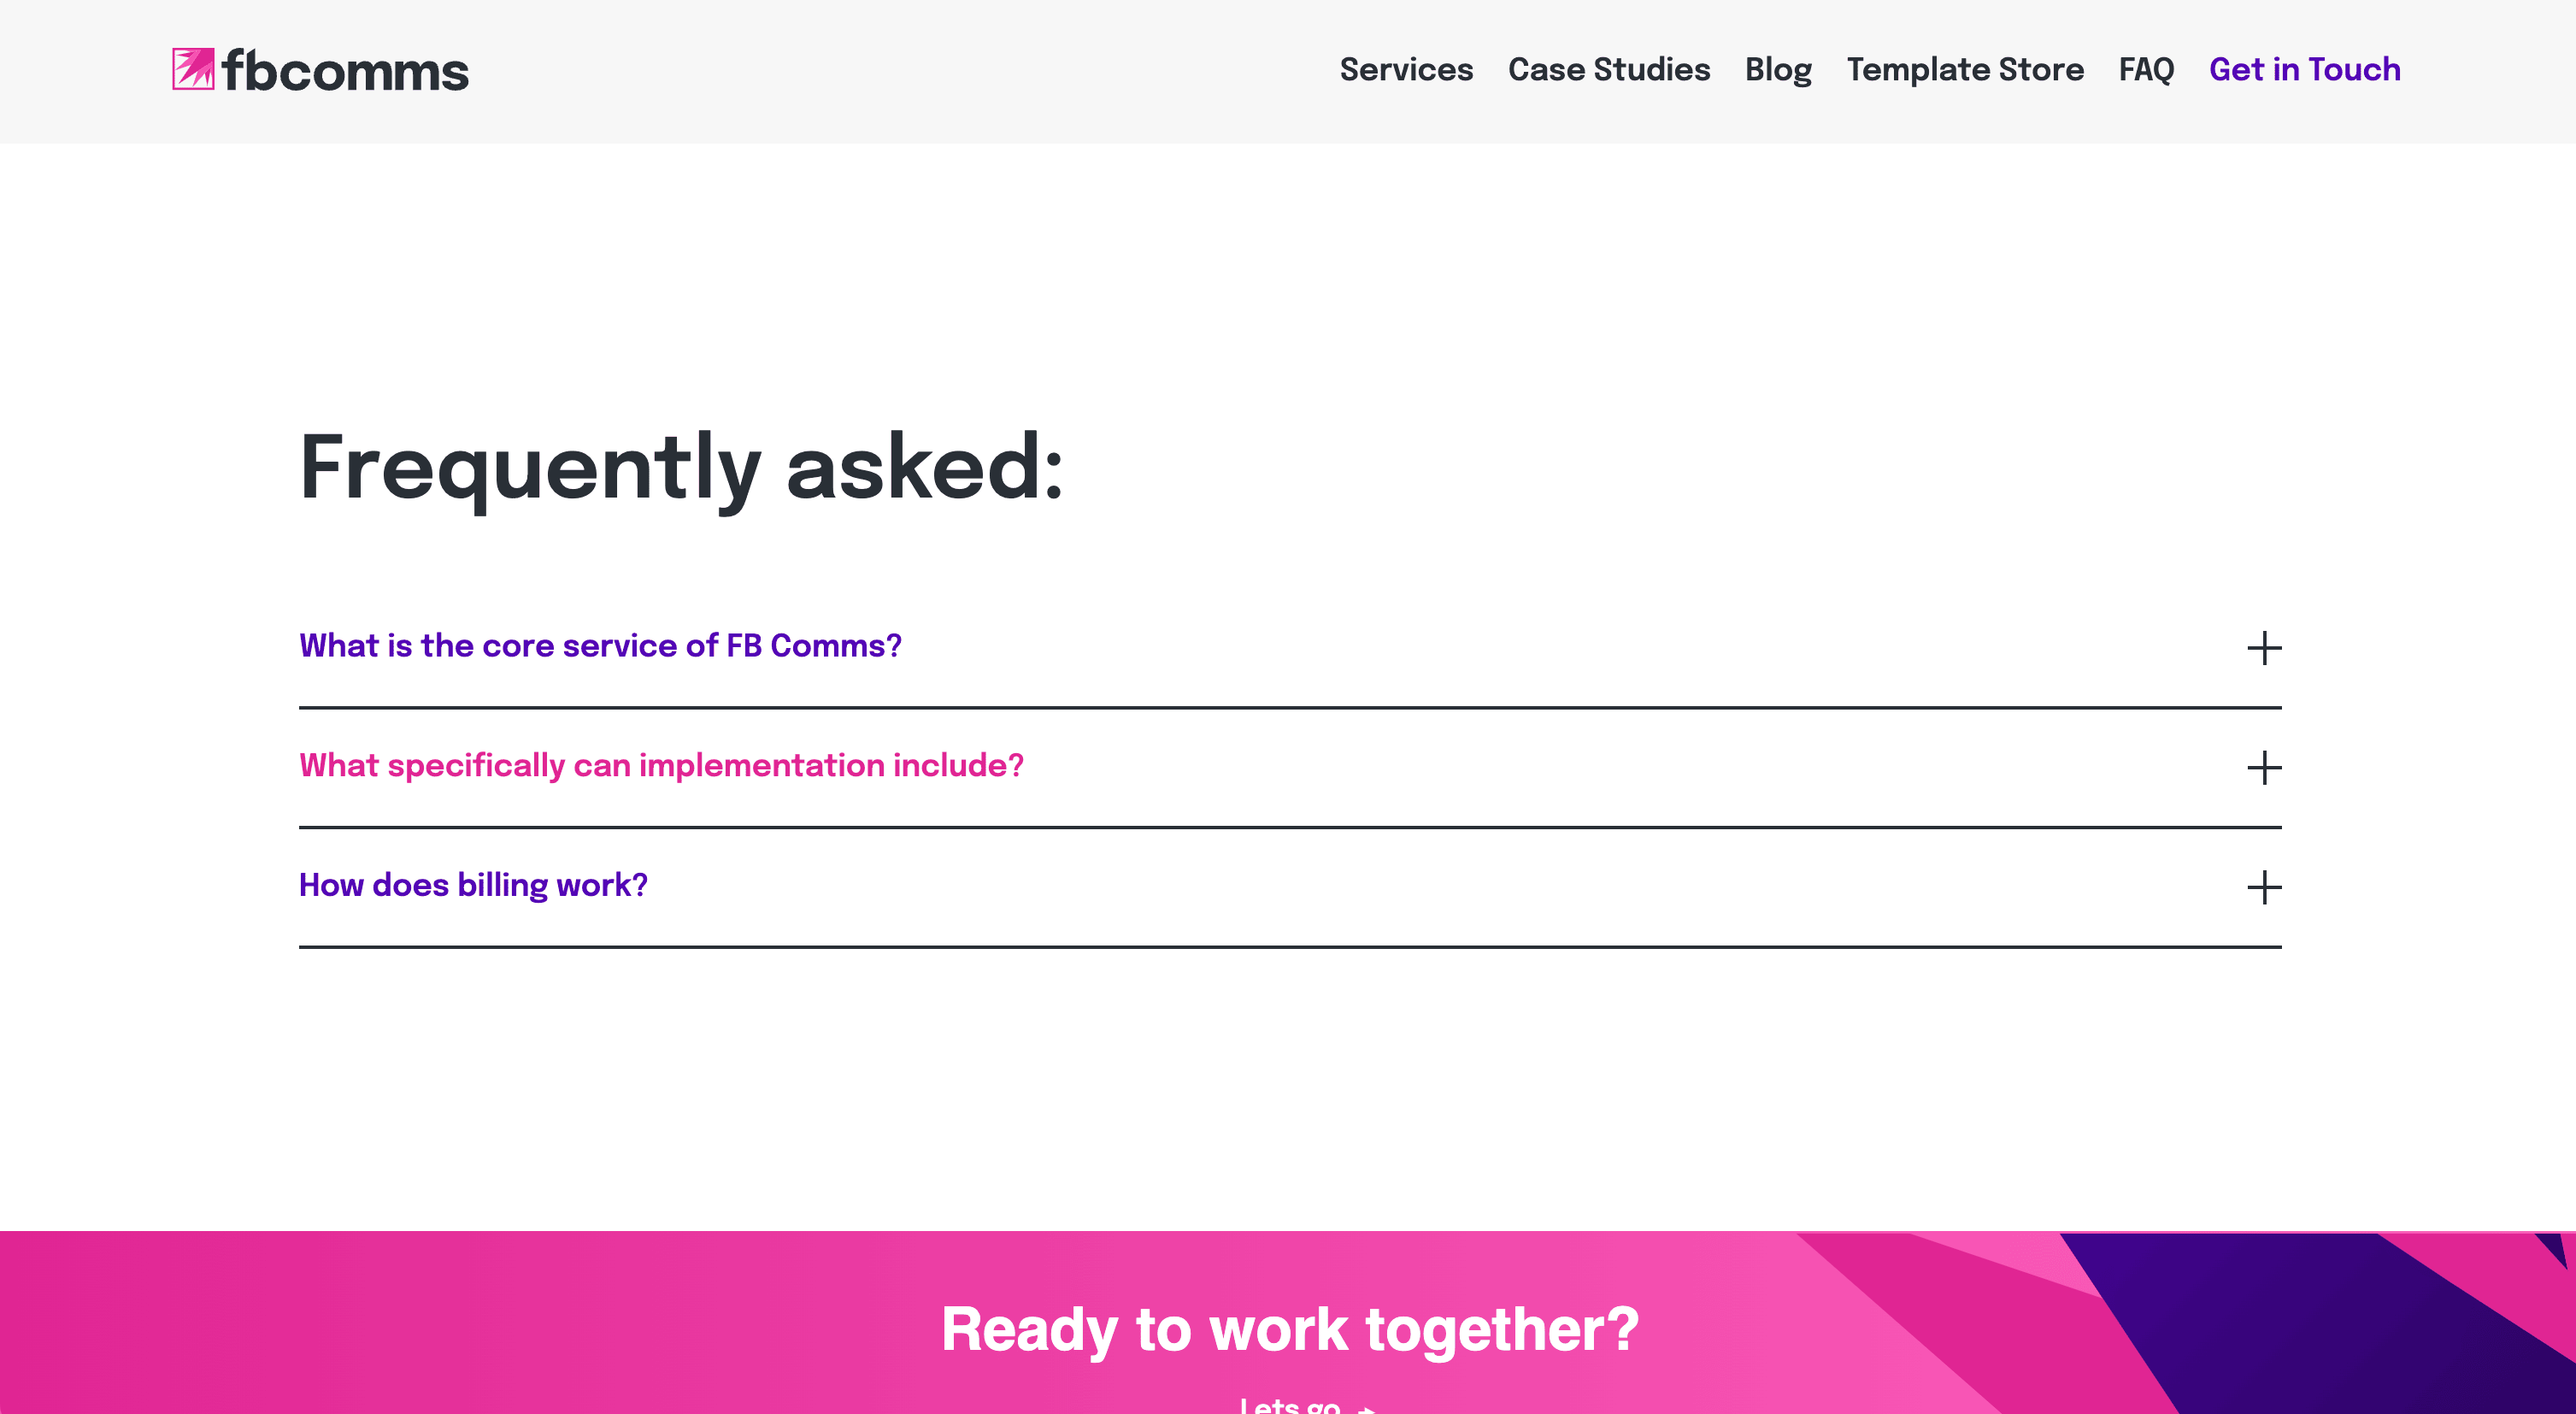 fbcomms
Services Case Studies Blog Template Store FAQ Get in Touch
Frequently asked:
What is the core service of FB Comms?
What specifically can implementation include?
How does billing work?
Ready to work together?
Lets go